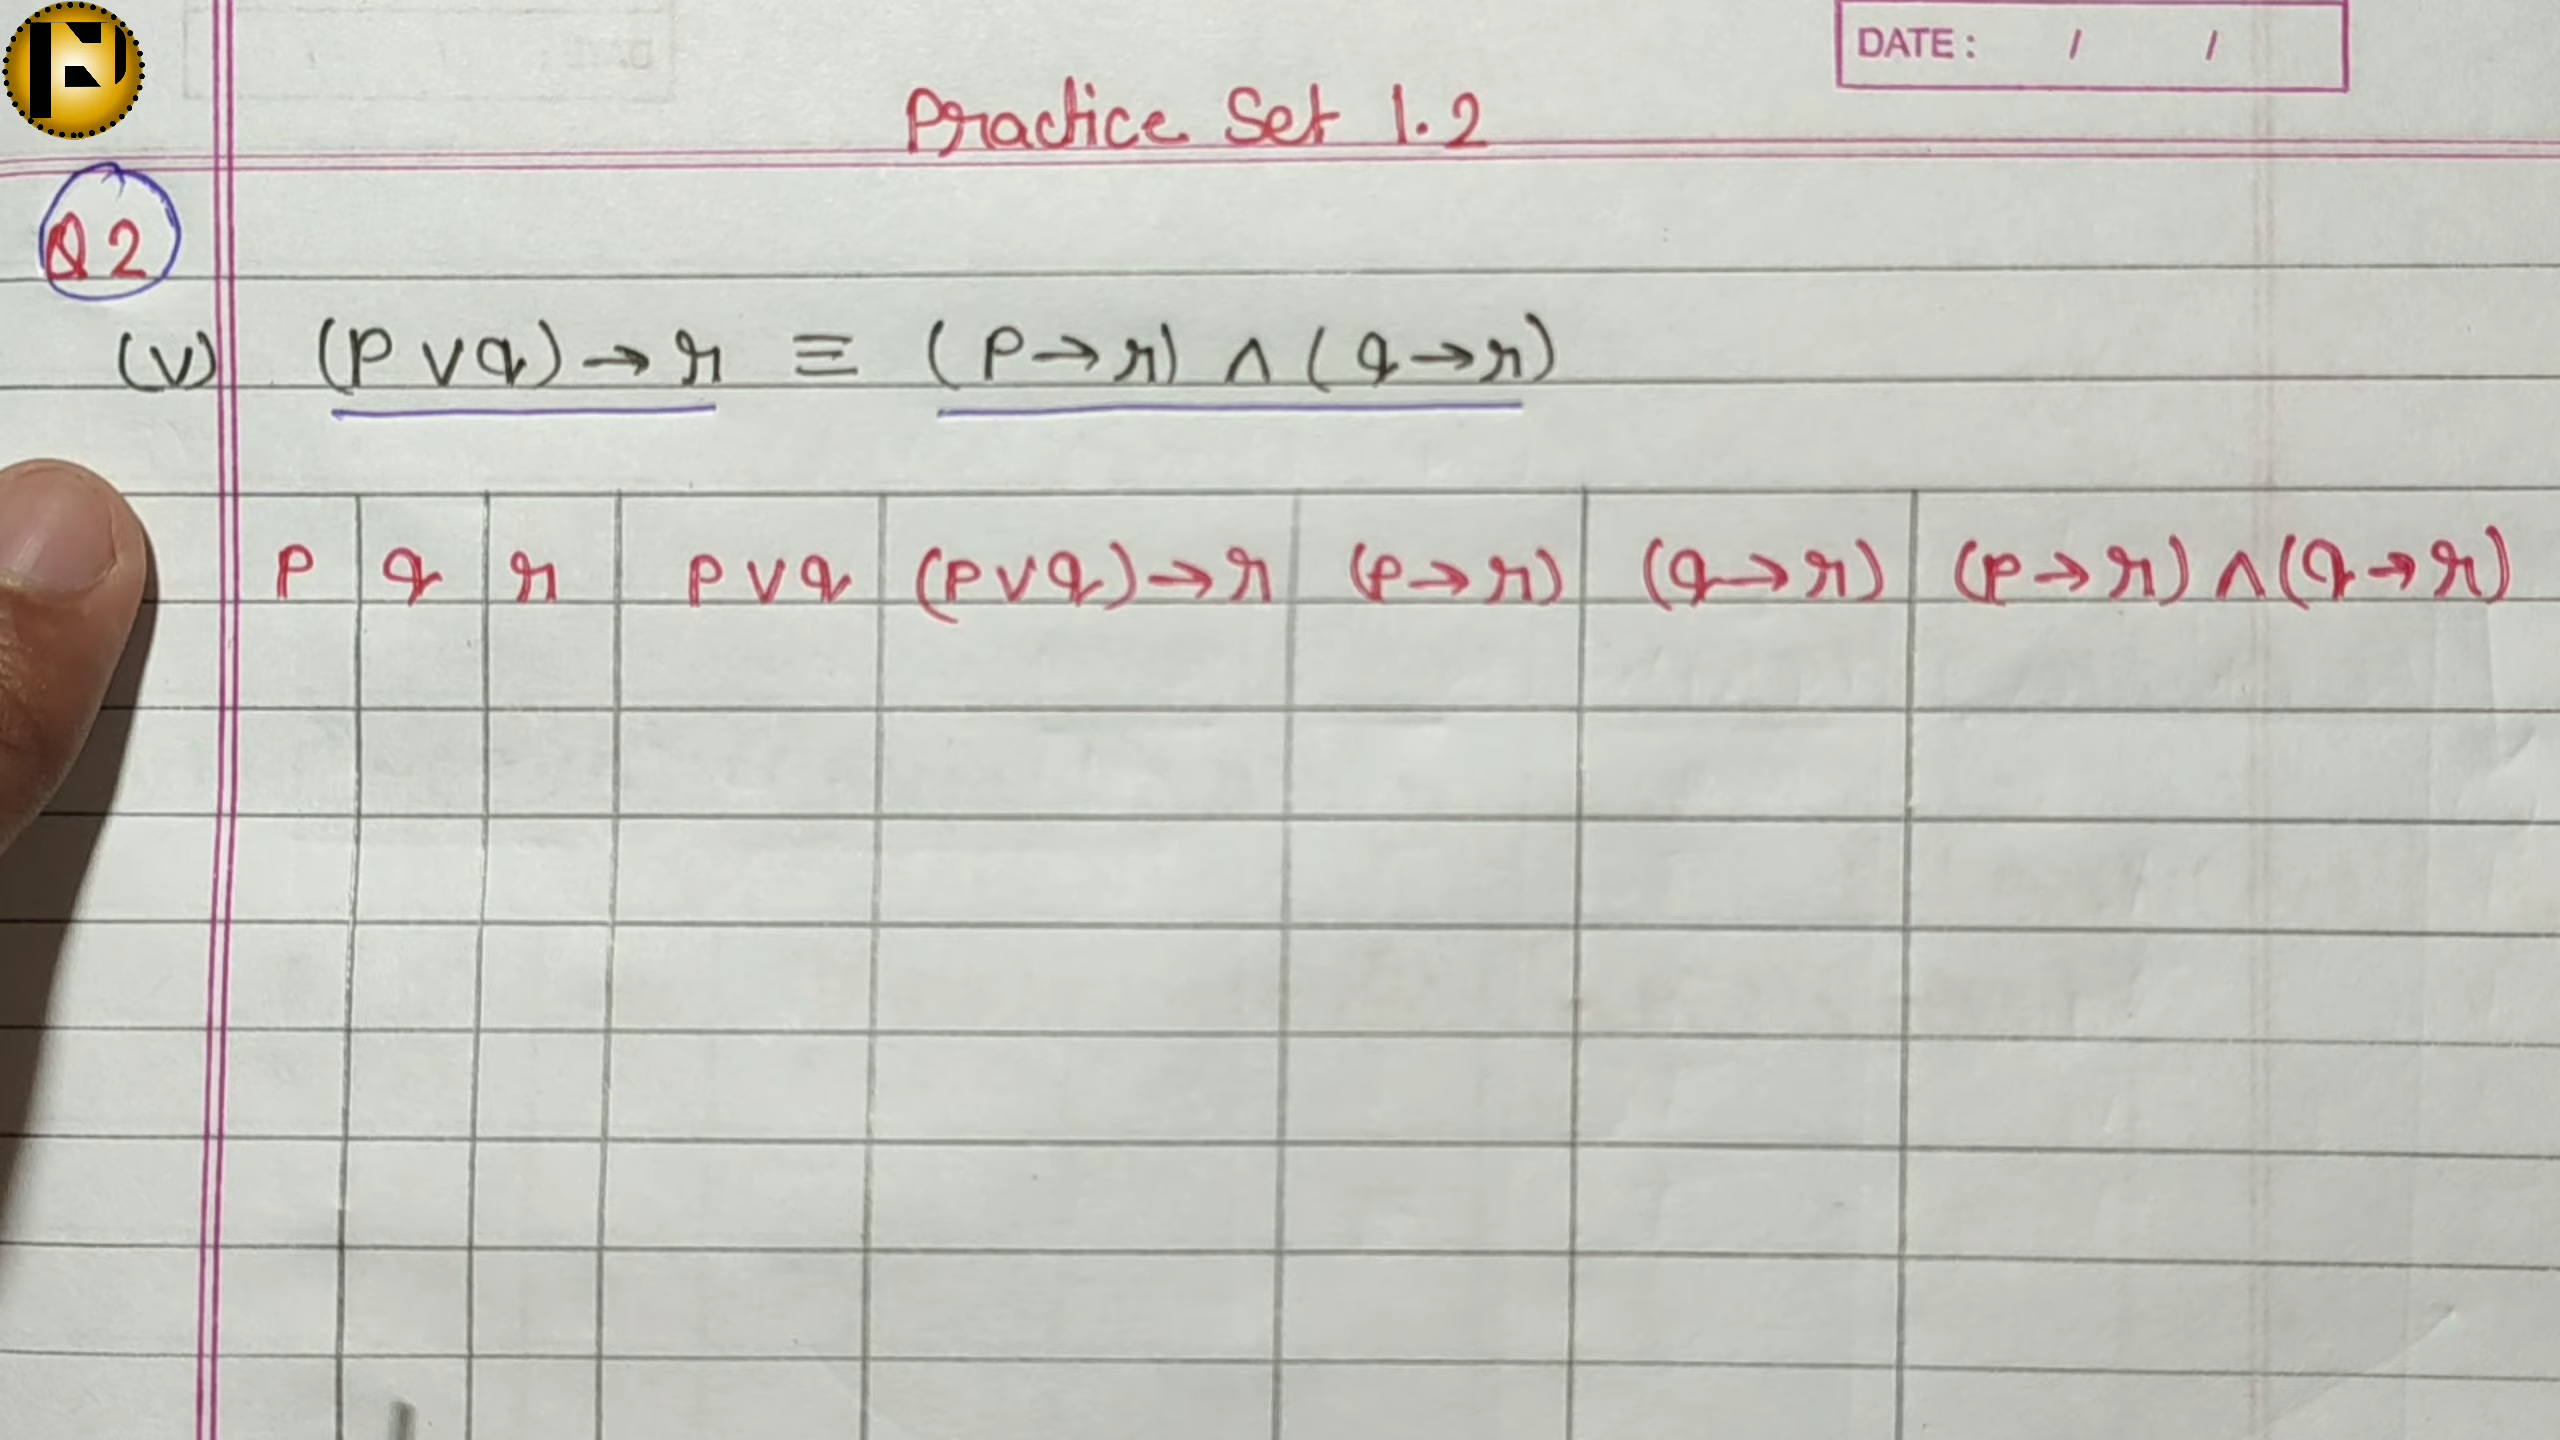 DATE : / /
Practice Set 1.2
Q2
(v) (p ∨ q) → r ≡ (p → r) ∧ (q → r)
p q r p ∨ q (p ∨ q) → r (p → r) (q → r) (p → r) ∧ (q → r)